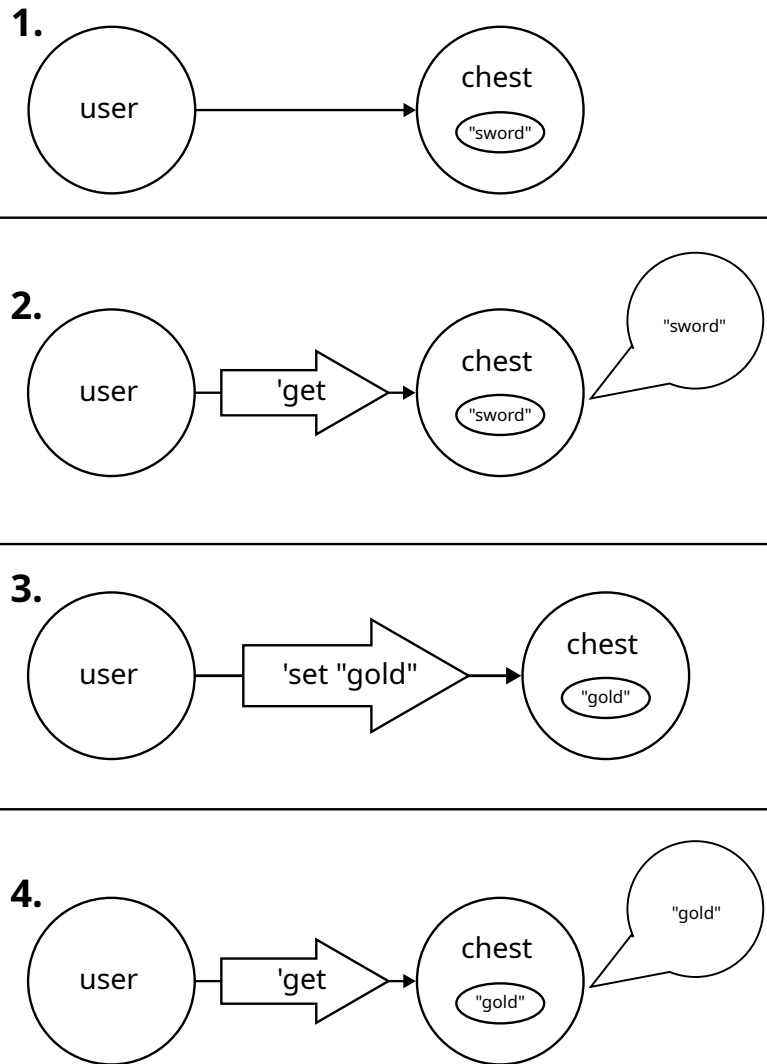 1.
user
chest
"sword"
2.
user
'get
chest
"sword"
"sword"
3.
user
'set "gold"
chest
"gold"
4.
user
'get
chest
"gold"
"gold"